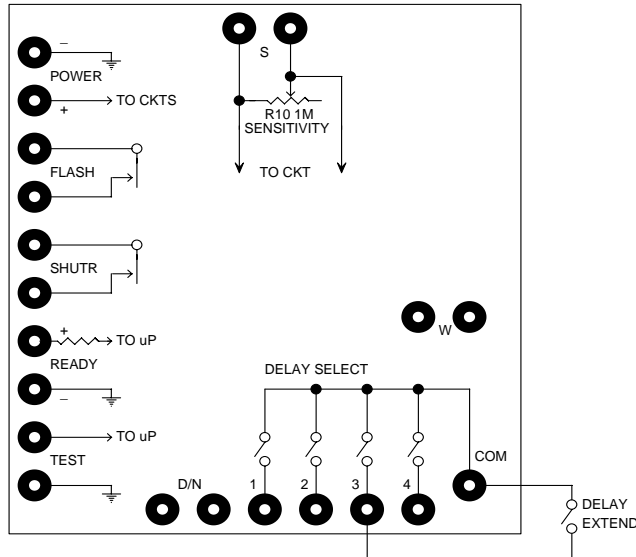 −
POWER
+
TO CKTS
FLASH
SHUTR
+
TO uP
READY
−
TO uP
TEST
S
R10 1M
SENSITIVITY
TO CKT
W
DELAY SELECT
COM
D/N
1
2
3
4
DELAY
EXTEND